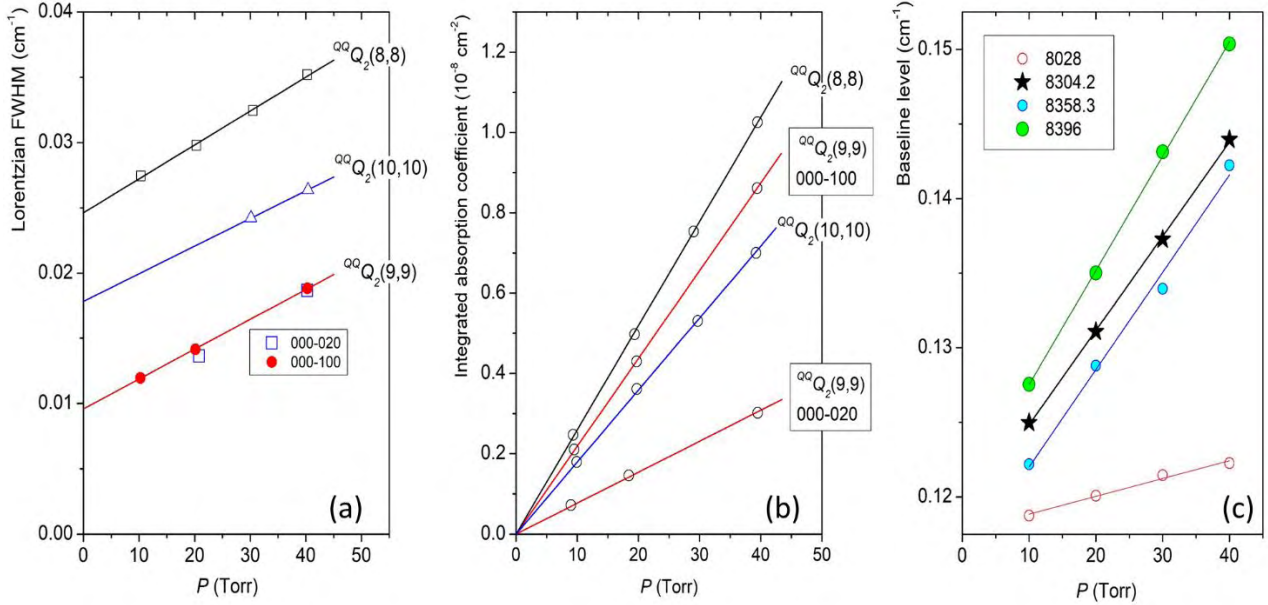 Lorentzian FWHM (cm⁻¹)
0.04
0.03
0.02
0.01
0.00
QQQ₂(8,8)
QQQ₂(10,10)
QQQ₂(9,9)
000-020
000-100
(a)
0 10 20 30 40 50
P (Torr)
Integrated absorption coefficient (10⁻⁸ cm⁻²)
1.2
1.0
0.8
0.6
0.4
0.2
0.0
QQQ₂(8,8)
QQQ₂(9,9)
000-100
QQQ₂(10,10)
QQQ₂(9,9)
000-020
(b)
0 10 20 30 40 50
P (Torr)
Baseline level (cm⁻¹)
0.15
0.14
0.13
0.12
8028
8304.2
8358.3
8396
(c)
0 10 20 30 40
P (Torr)